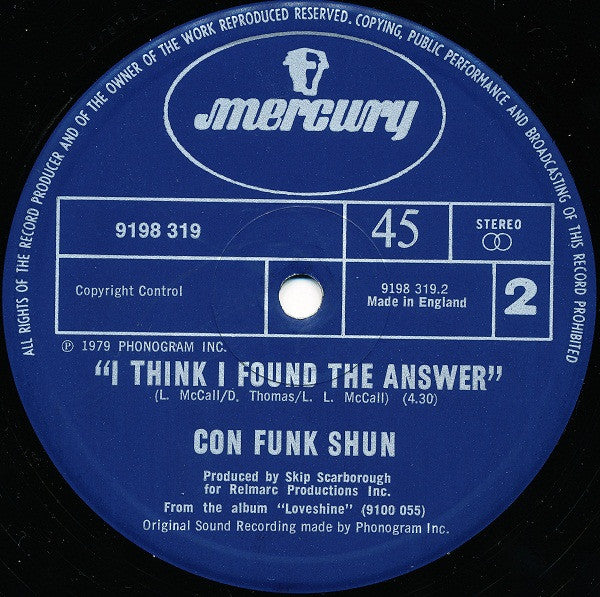 ALL RIGHTS OF THE RECORD PRODUCER AND OF THE OWNER OF THE WORK REPRODUCED RESERVED. COPYING, PUBLIC PERFORMANCE AND BROADCASTING OF THIS RECORD PROHIBITED
mercury
9198 319
45
STEREO
Copyright Control
9198 319.2
Made in England
2
℗ 1979 PHONOGRAM INC.
"I THINK I FOUND THE ANSWER"
(L. McCall/D. Thomas/L. L. McCall) (4.30)
CON FUNK SHUN
Produced by Skip Scarborough
for Relmarc Productions Inc.
From the album "Loveshine" (9100 055)
Original Sound Recording made by Phonogram Inc.